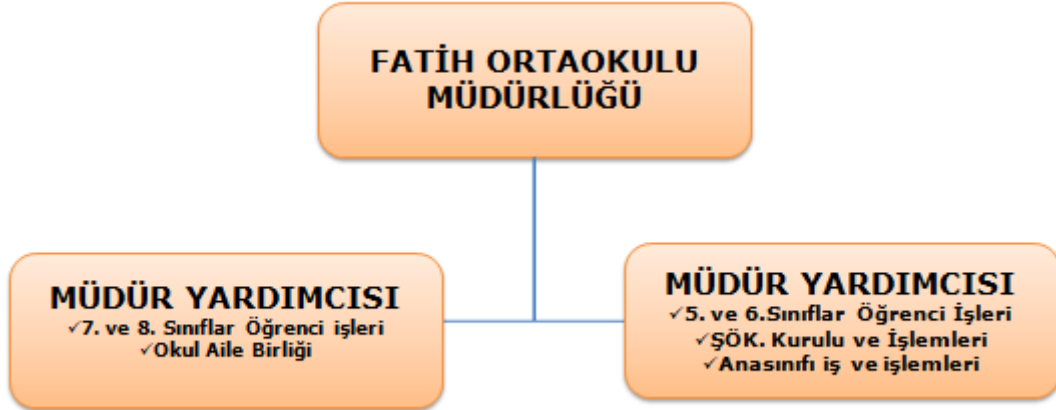 FATİH ORTAOKULU
MÜDÜRLÜĞÜ
MÜDÜR YARDIMCISI
✓7. ve 8. Sınıflar Öğrenci işleri
✓Okul Aile Birliği
MÜDÜR YARDIMCISI
✓5. ve 6.Sınıflar Öğrenci İşleri
✓ŞÖK. Kurulu ve İşlemleri
✓Anasınıfı iş ve işlemleri